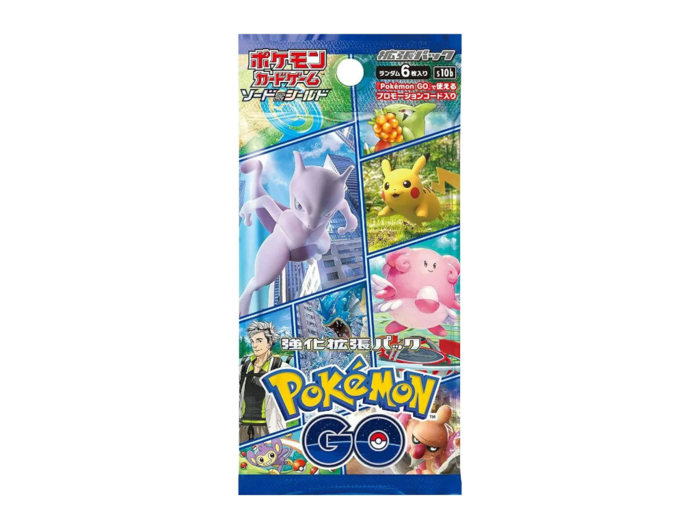 ポケモン
カードゲーム
ソード&シールド
拡張パック
ランダム6枚入り
s10b
"Pokémon GO"で使える
プロモーションコード入り
強化拡張パック
POKéMON
TM
GO